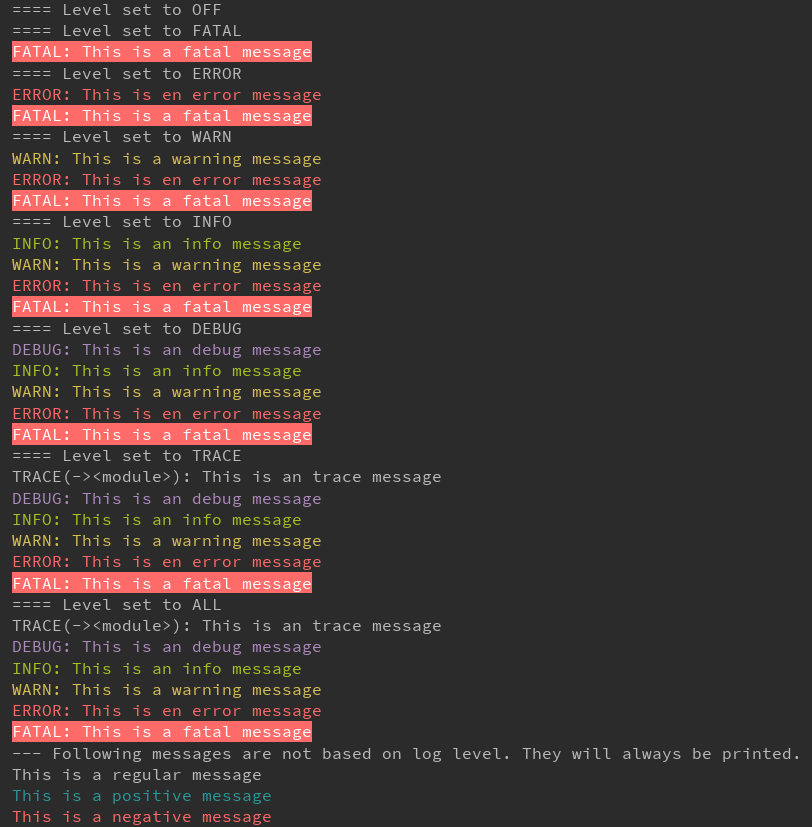 ==== Level set to OFF
==== Level set to FATAL
FATAL: This is a fatal message
==== Level set to ERROR
ERROR: This is en error message
FATAL: This is a fatal message
==== Level set to WARN
WARN: This is a warning message
ERROR: This is en error message
FATAL: This is a fatal message
==== Level set to INFO
INFO: This is an info message
WARN: This is a warning message
ERROR: This is en error message
FATAL: This is a fatal message
==== Level set to DEBUG
DEBUG: This is an debug message
INFO: This is an info message
WARN: This is a warning message
ERROR: This is en error message
FATAL: This is a fatal message
==== Level set to TRACE
TRACE(-><module>): This is an trace message
DEBUG: This is an debug message
INFO: This is an info message
WARN: This is a warning message
ERROR: This is en error message
FATAL: This is a fatal message
==== Level set to ALL
TRACE(-><module>): This is an trace message
DEBUG: This is an debug message
INFO: This is an info message
WARN: This is a warning message
ERROR: This is en error message
FATAL: This is a fatal message
--- Following messages are not based on log level. They will always be printed.
This is a regular message
This is a positive message
This is a negative message